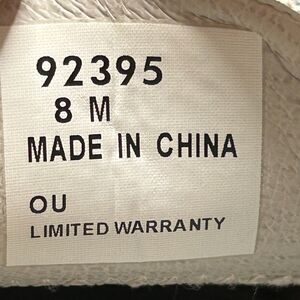 92395
8 M
MADE IN CHINA
OU
LIMITED WARRANTY